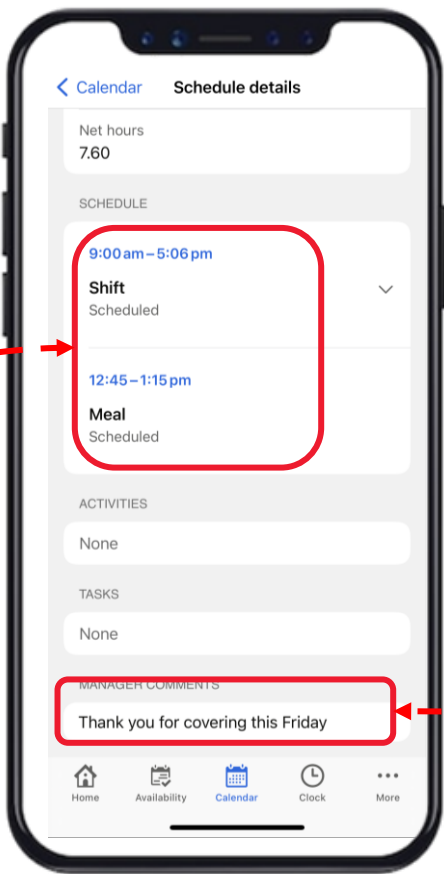 Calendar Schedule details
Net hours
7.60
SCHEDULE
9:00 am – 5:06 pm
Shift
Scheduled
12:45 – 1:15 pm
Meal
Scheduled
ACTIVITIES
None
TASKS
None
MANAGER COMMENTS
Thank you for covering this Friday
Home Availability Calendar Clock More